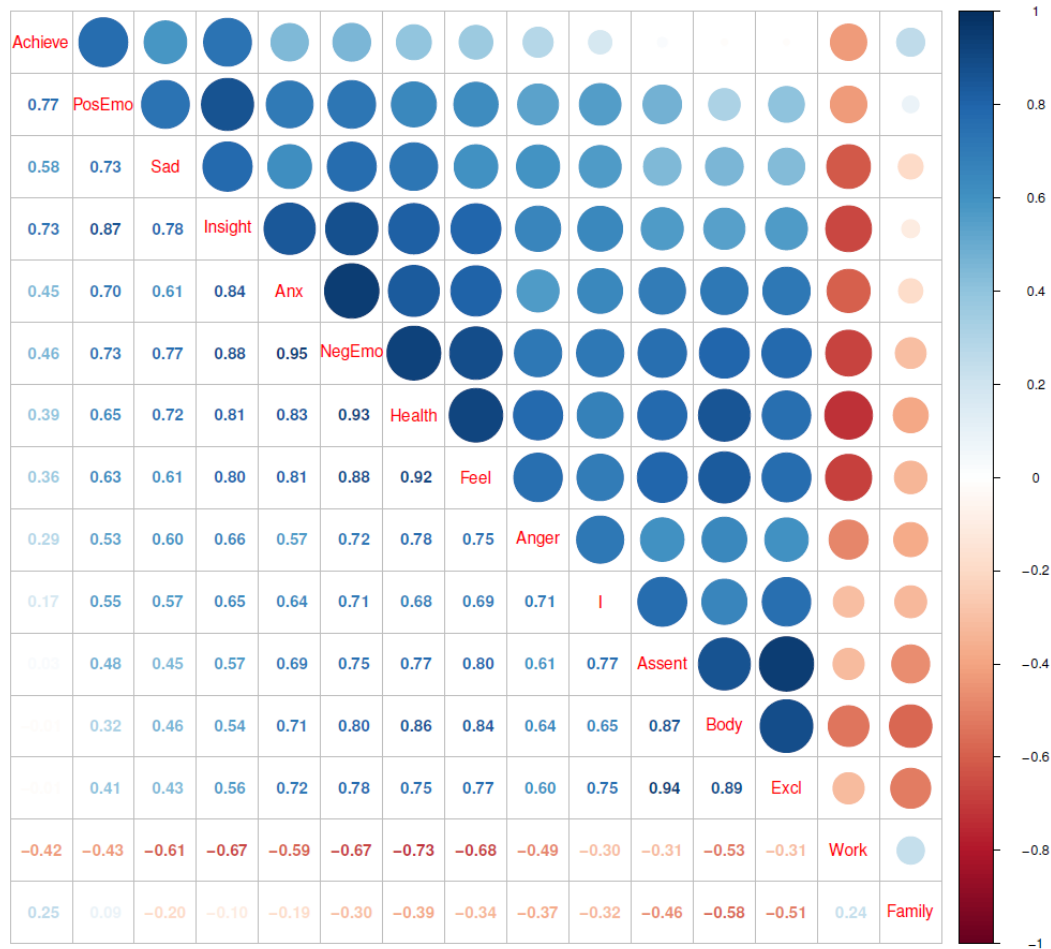 Achieve
0.77 PosEmo
0.58 0.73 Sad
0.73 0.87 0.78 Insight
0.45 0.70 0.61 0.84 Anx
0.46 0.73 0.77 0.88 0.95 NegEmo
0.39 0.65 0.72 0.81 0.83 0.93 Health
0.36 0.63 0.61 0.80 0.81 0.88 0.92 Feel
0.29 0.53 0.60 0.66 0.57 0.72 0.78 0.75 Anger
0.17 0.55 0.57 0.65 0.64 0.71 0.68 0.69 0.71 I
0.48 0.45 0.57 0.69 0.75 0.77 0.80 0.61 0.77 Assent
0.32 0.46 0.54 0.71 0.80 0.86 0.84 0.64 0.65 0.87 Body
0.41 0.43 0.56 0.72 0.78 0.75 0.77 0.60 0.75 0.94 0.89 Excl
−0.42 −0.43 −0.61 −0.67 −0.59 −0.67 −0.73 −0.68 −0.49 −0.30 −0.31 −0.53 −0.31 Work
0.25 0.09 −0.20 −0.10 −0.19 −0.30 −0.39 −0.34 −0.37 −0.32 −0.46 −0.58 −0.51 0.24 Family
1
0.8
0.6
0.4
0.2
0
−0.2
−0.4
−0.6
−0.8
−1